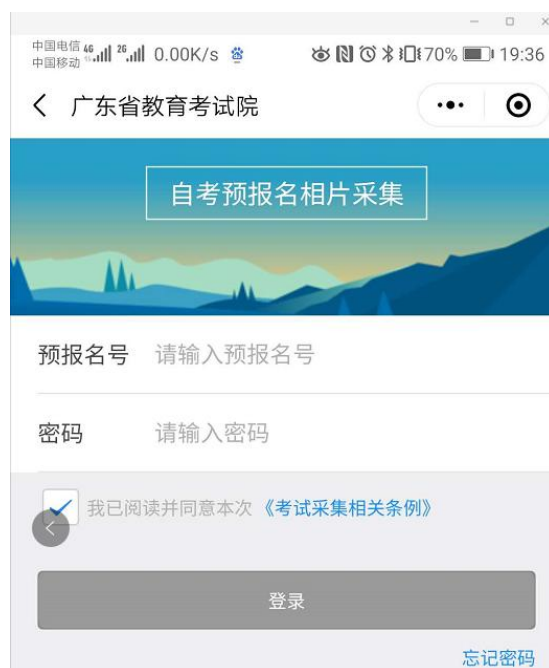 中国电信 4G 2G 0.00K/s 70% 19:36
中国移动
广东省教育考试院
自考预报名相片采集
预报名号 请输入预报名号
密码 请输入密码
我已阅读并同意本次《考试采集相关条例》
登录
忘记密码